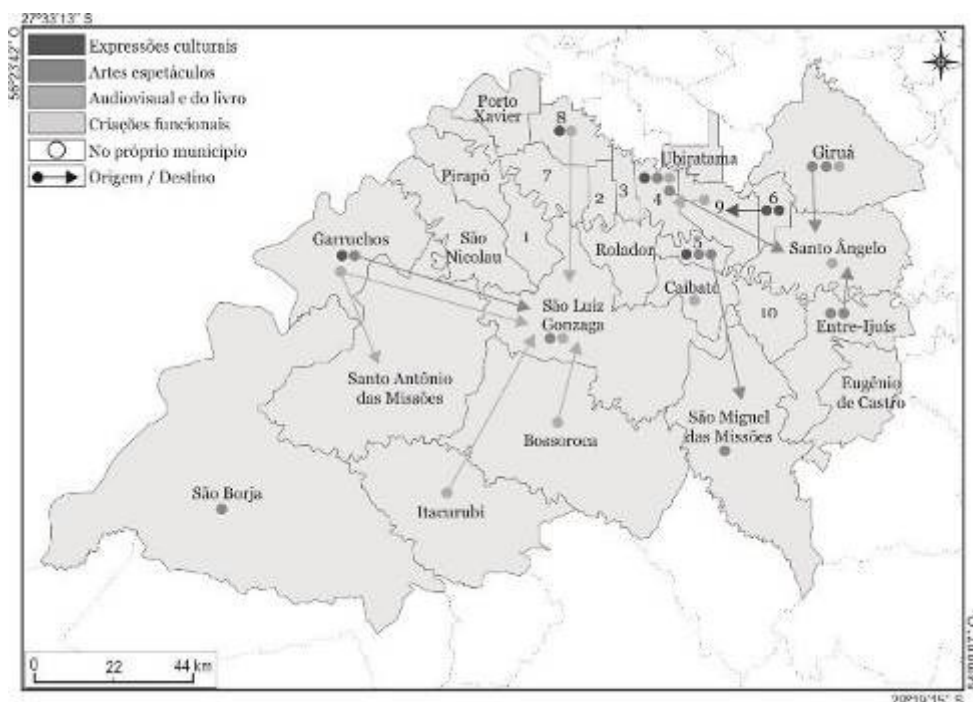 27°33'13" S
56°23'42" O
Expressões culturais
Artes espetáculos
Audiovisual e do livro
Criações funcionais
No próprio município
Origem / Destino
N
Porto
Xavier
8
Ubiratama
Giruá
Pirapó
7
2
3
4
9
6
Garruchos
São
Nicolau
1
Rolador
5
Santo Ângelo
Caibaté
São Luiz
Gonzaga
10
Entre-Ijuís
Santo Antônio
das Missões
Eugênio
de Castro
São Miguel
das Missões
Bossoroca
São Borja
Itacurubi
0 22 44 km